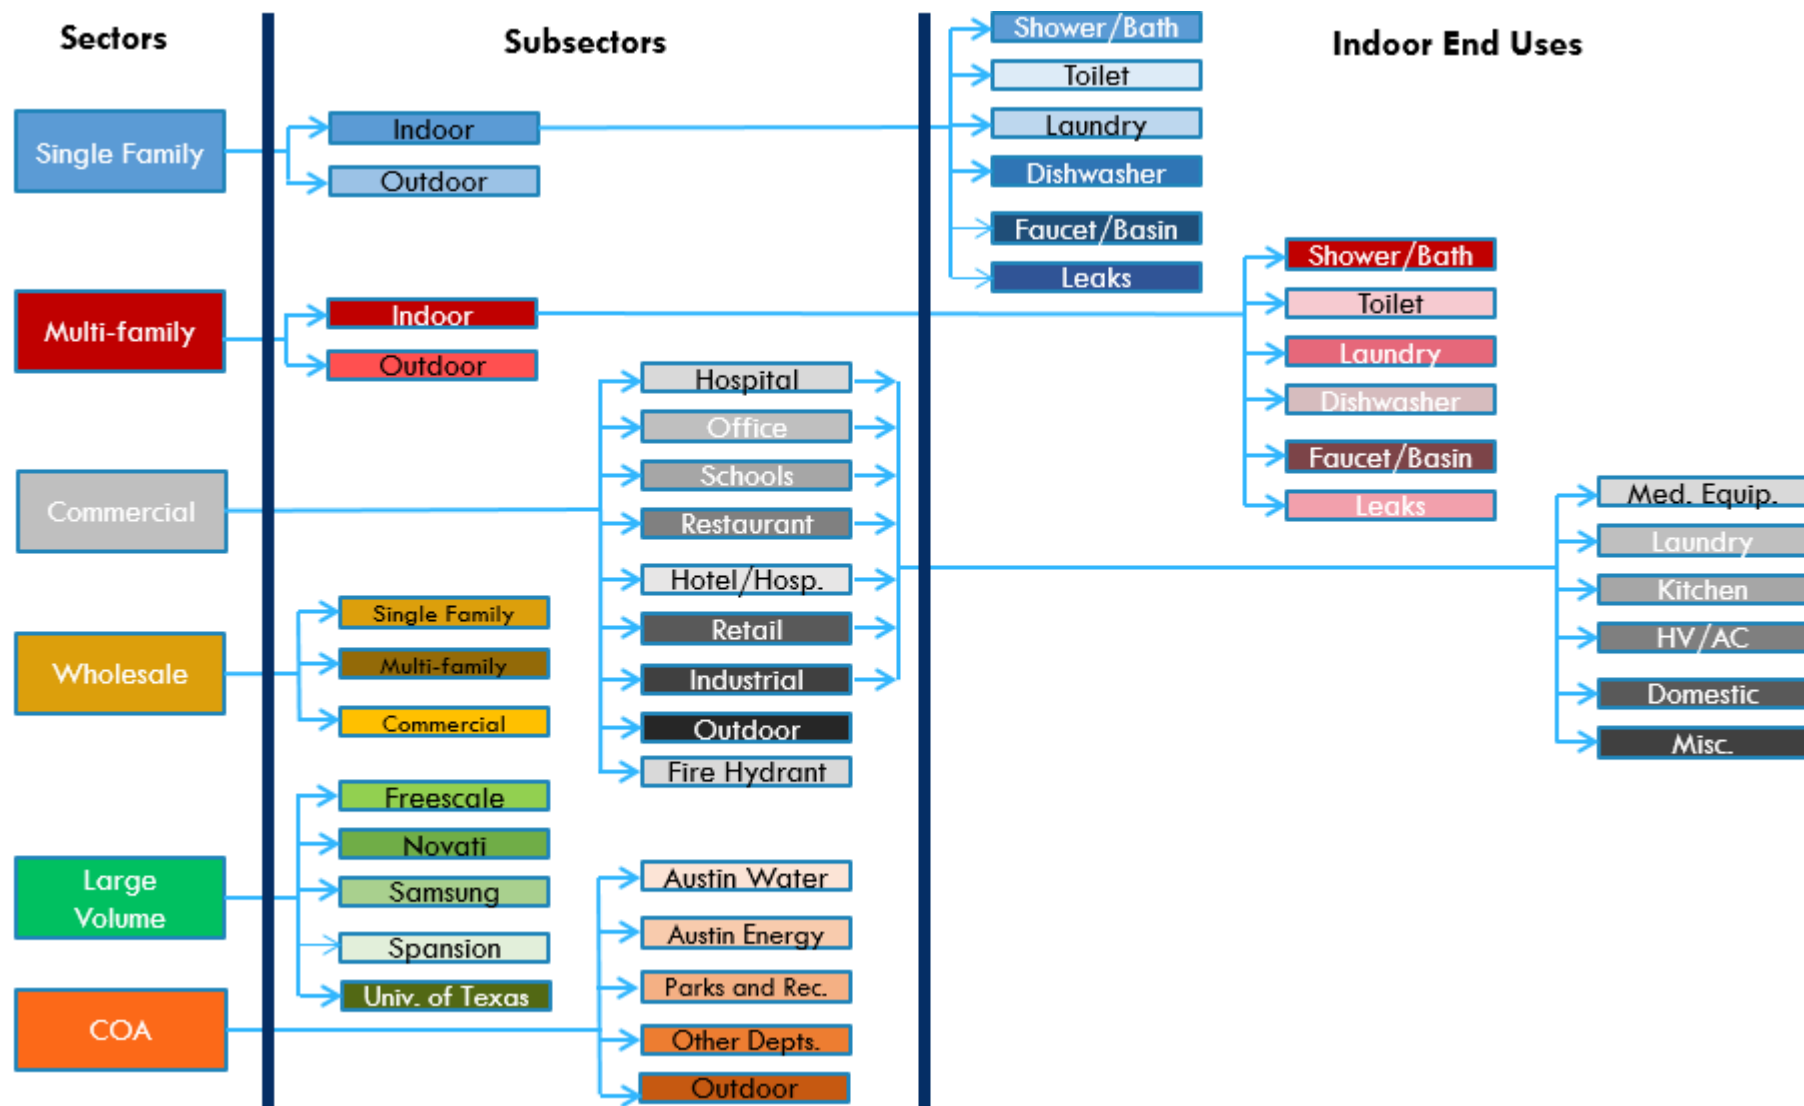 Sectors
Subsectors
Indoor End Uses
Single Family
Indoor
Outdoor
Shower/Bath
Toilet
Laundry
Dishwasher
Faucet/Basin
Leaks
Multi-family
Indoor
Outdoor
Shower/Bath
Toilet
Laundry
Dishwasher
Faucet/Basin
Leaks
Commercial
Hospital
Office
Schools
Restaurant
Hotel/Hosp.
Retail
Industrial
Outdoor
Fire Hydrant
Med. Equip.
Laundry
Kitchen
HV/AC
Domestic
Misc.
Wholesale
Single Family
Multi-family
Commercial
Large
Volume
Freescale
Novati
Samsung
Spansion
Univ. of Texas
COA
Austin Water
Austin Energy
Parks and Rec.
Other Depts.
Outdoor